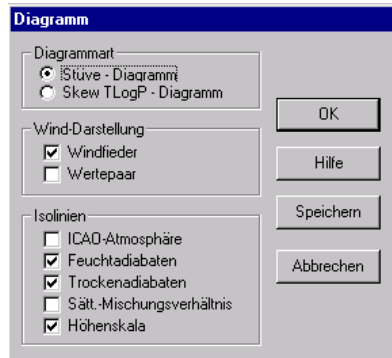 Diagramm
Diagrammart
Stüve - Diagramm
Skew TLogP - Diagramm
Wind-Darstellung
Windfieder
Wertepaar
Isolinien
ICAO-Atmosphäre
Feuchtadiabaten
Trockenadiabaten
Sätt.-Mischungsverhältnis
Höhenskala
OK
Hilfe
Speichern
Abbrechen